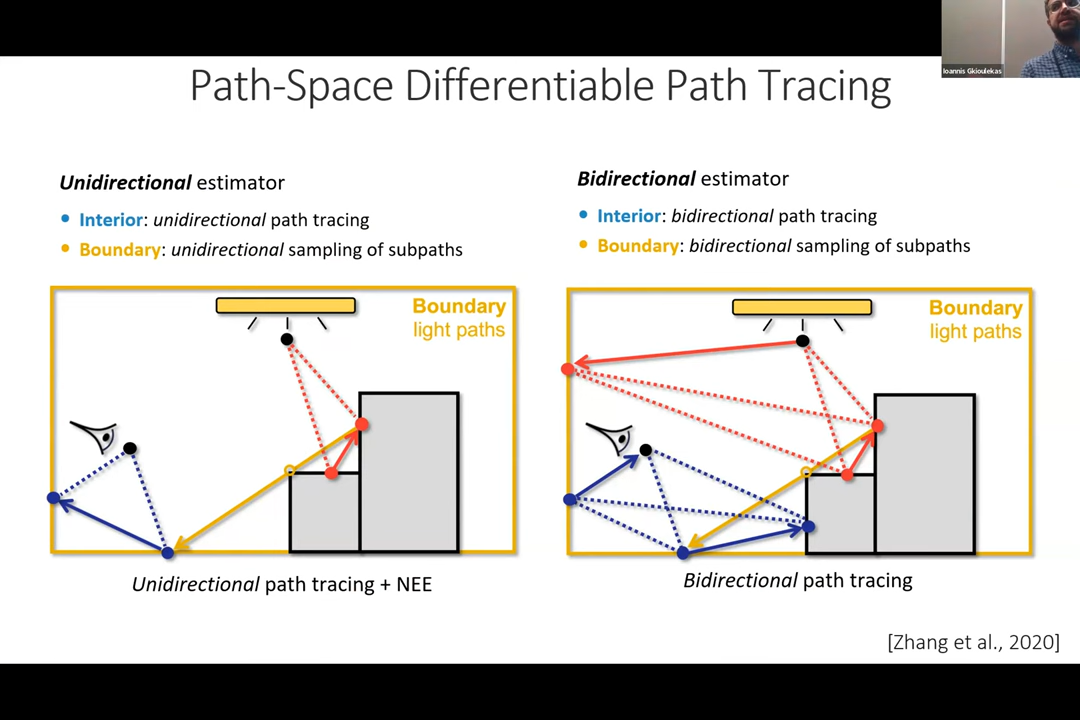 Ioannis Gkioulekas
Path-Space Differentiable Path Tracing
Unidirectional estimator
• Interior: unidirectional path tracing
• Boundary: unidirectional sampling of subpaths
Boundary
light paths
Unidirectional path tracing + NEE
Bidirectional estimator
• Interior: bidirectional path tracing
• Boundary: bidirectional sampling of subpaths
Boundary
light paths
Bidirectional path tracing
[Zhang et al., 2020]